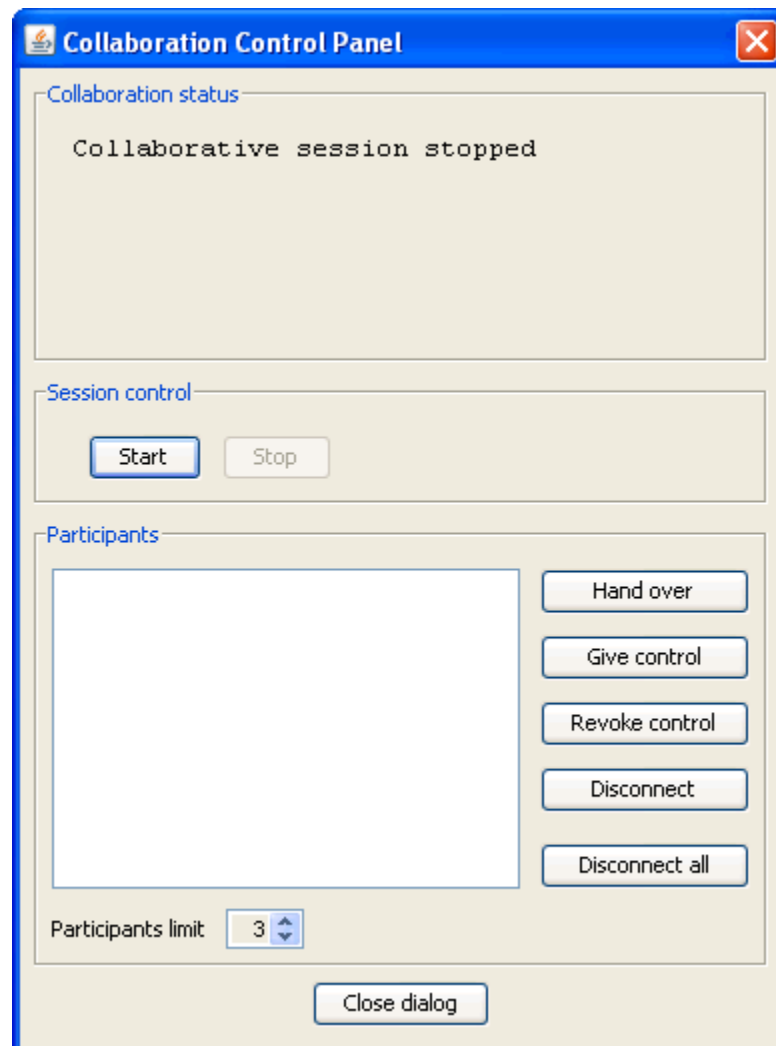 Collaboration Control Panel
Collaboration status
Collaborative session stopped
Session control
Start Stop
Participants
Hand over
Give control
Revoke control
Disconnect
Disconnect all
Participants limit 3
Close dialog